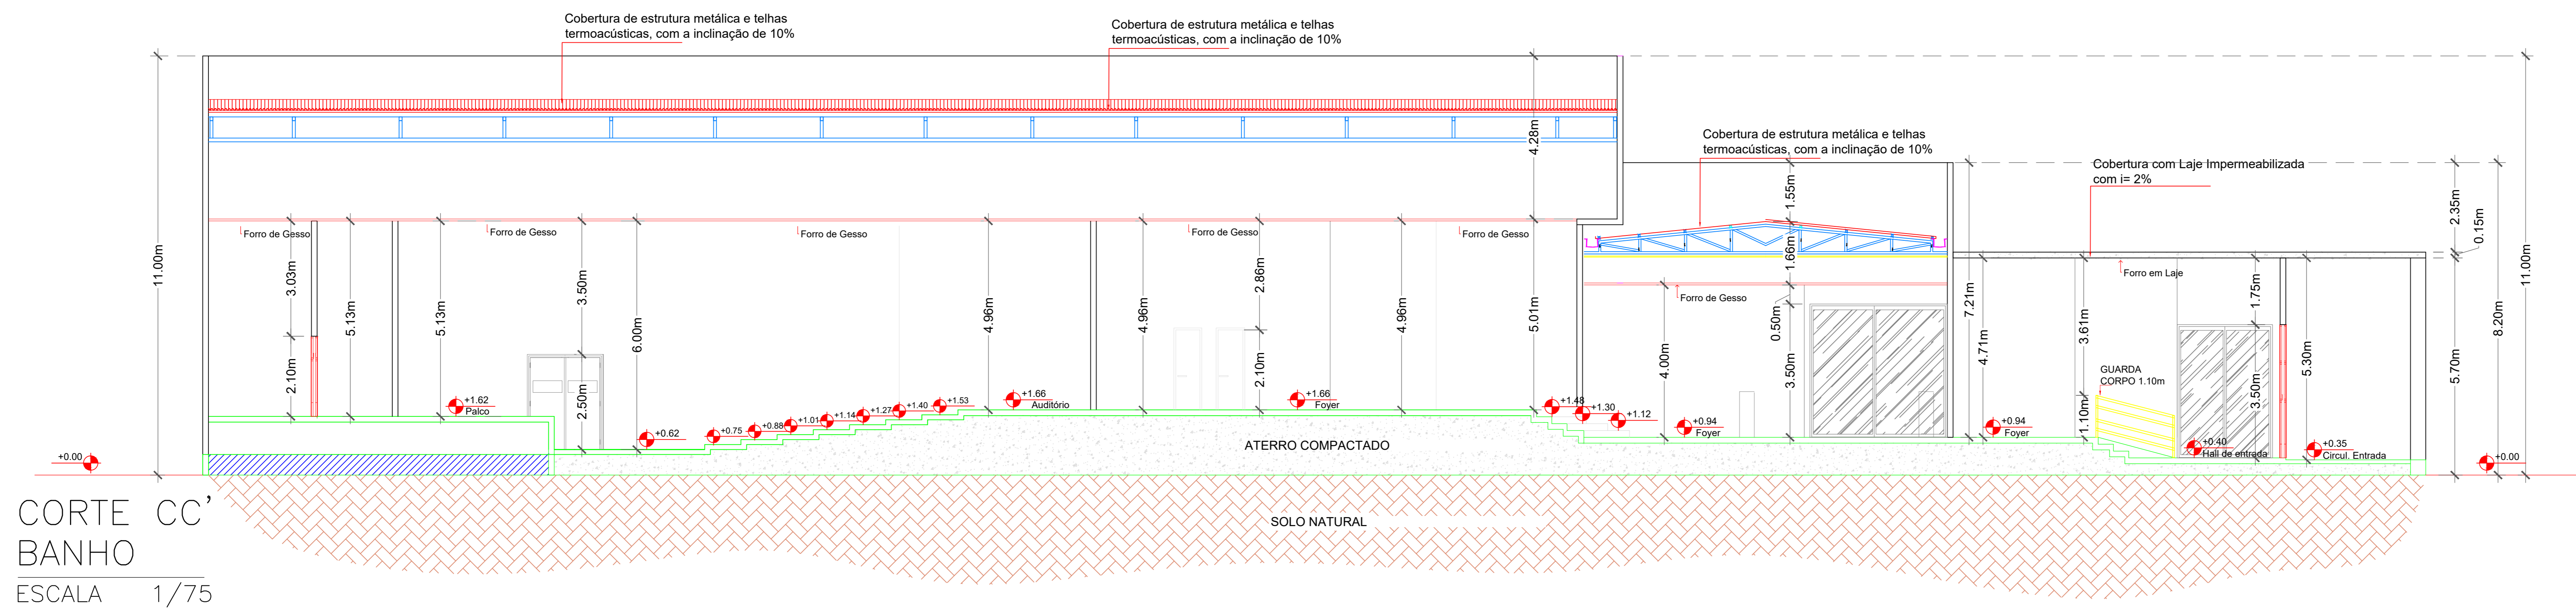 Cobertura de estrutura metálica e telhas
termoacústicas, com a inclinação de 10%
Cobertura de estrutura metálica e telhas
termoacústicas, com a inclinação de 10%
Cobertura de estrutura metálica e telhas
termoacústicas, com a inclinação de 10%
Cobertura com Laje Impermeabilizada
com i= 2%
11.00m
Forro de Gesso
Forro de Gesso
Forro de Gesso
Forro de Gesso
Forro de Gesso
Forro de Gesso
Forro em Laje
3.03m
2.10m
5.13m
5.13m
3.50m
2.50m
6.00m
4.96m
4.96m
2.86m
2.10m
4.96m
4.28m
5.01m
4.00m
1.55m
1.66m
0.50m
3.50m
7.21m
4.71m
3.61m
1.10m
1.75m
3.50m
5.30m
2.35m
0.15m
5.70m
8.20m
11.00m
GUARDA
CORPO 1.10m
+0.00
+1.62
Palco
+0.62
+0.75
+0.88
+1.01
+1.14
+1.27
+1.40
+1.53
+1.66
Auditório
+1.66
Foyer
+1.48
+1.30
+1.12
+0.94
Foyer
+0.94
Foyer
+0.40
Hall de entrada
+0.35
Circul. Entrada
+0.00
ATERRO COMPACTADO
SOLO NATURAL
CORTE CC'
BANHO
ESCALA 1/75